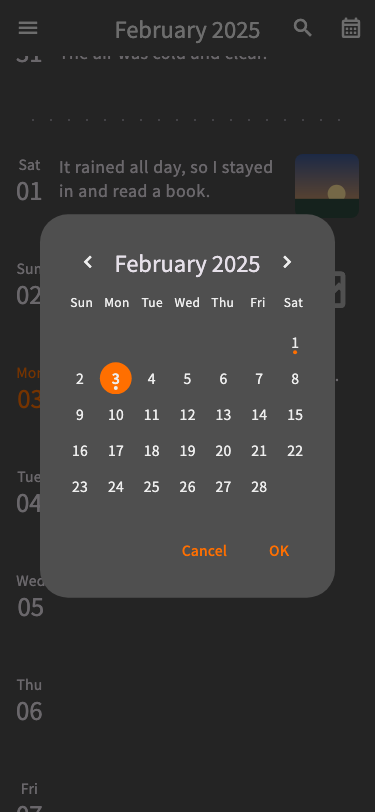 February 2025
31 The air was cold and clear.
Sat
01
It rained all day, so I stayed
in and read a book.
Sun
02
Mon
03
Tue
04
Wed
05
Thu
06
Fri
07
February 2025
Sun Mon Tue Wed Thu Fri Sat
1
2 3 4 5 6 7 8
9 10 11 12 13 14 15
16 17 18 19 20 21 22
23 24 25 26 27 28
Cancel OK